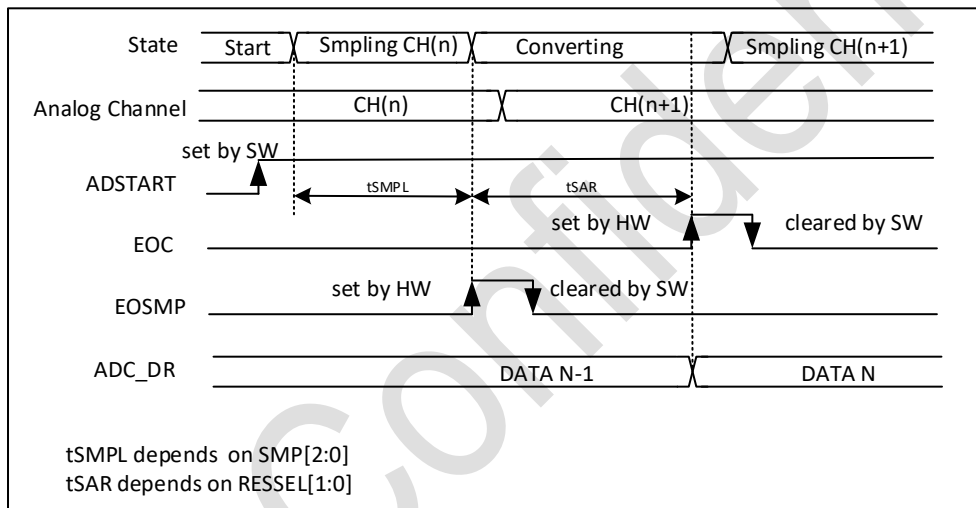 State Start Smpling CH(n) Converting Smpling CH(n+1)
Analog Channel CH(n) CH(n+1)
set by SW
ADSTART tSMPL tSAR
set by HW cleared by SW
EOC
set by HW cleared by SW
EOSMP
ADC_DR DATA N-1 DATA N
tSMPL depends on SMP[2:0]
tSAR depends on RESSEL[1:0]